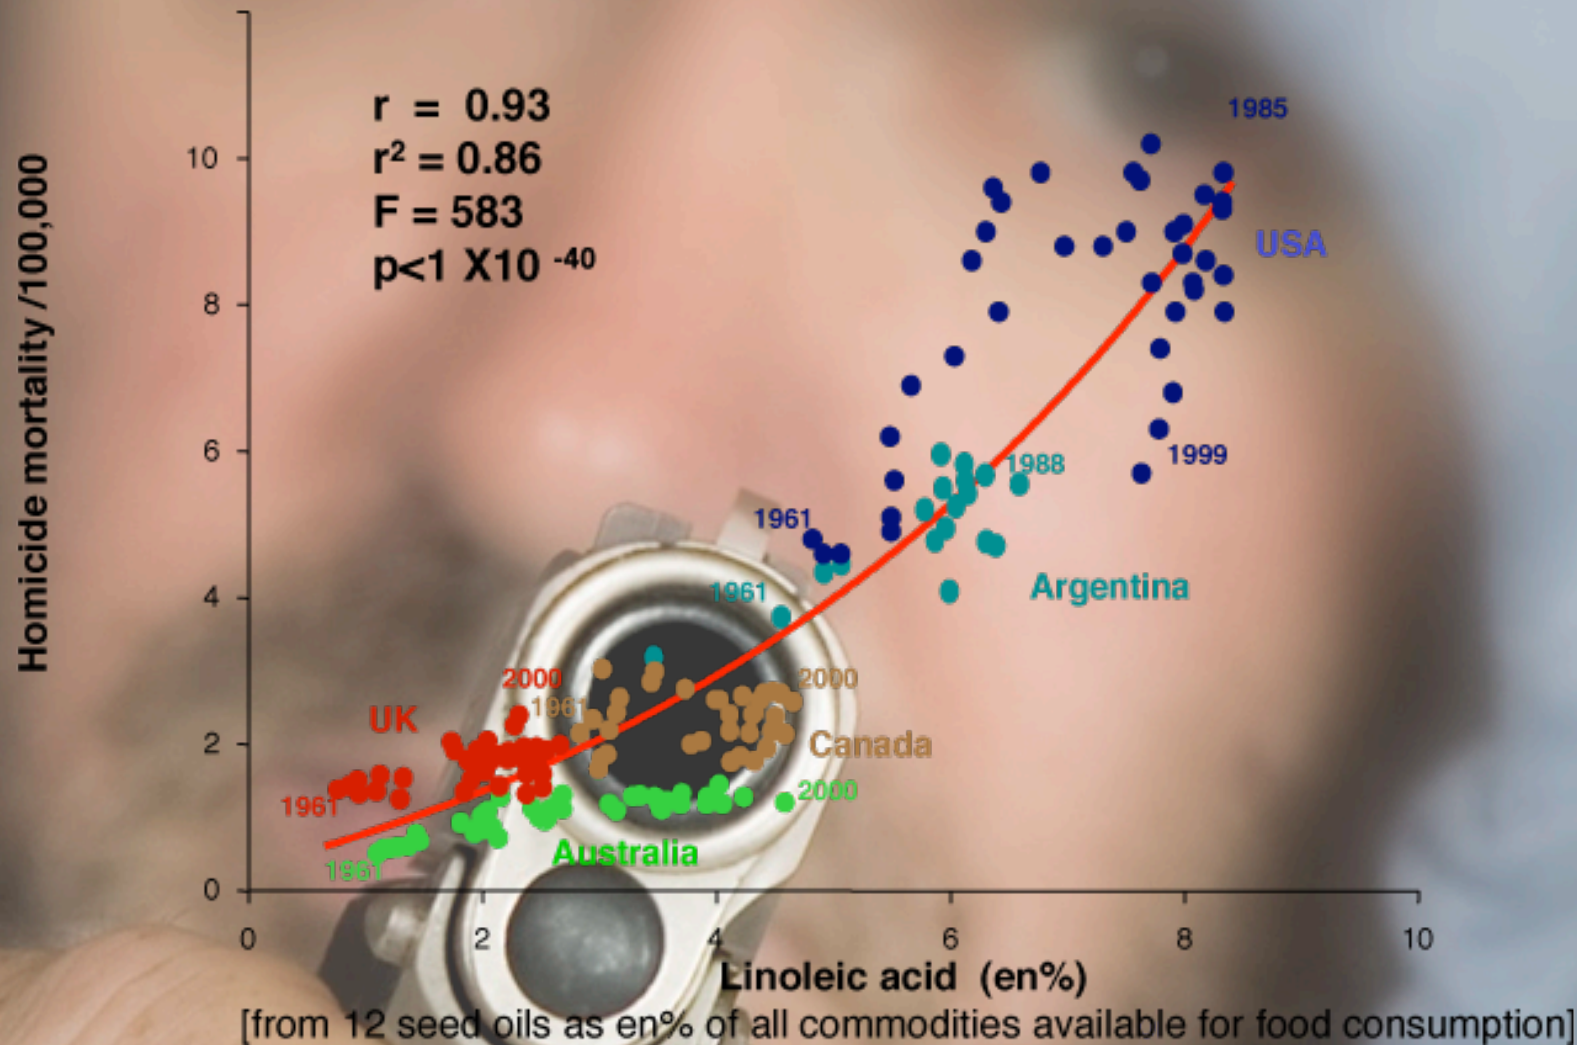 r = 0.93
r² = 0.86
F = 583
p<1 X10 ⁻⁴⁰
Homicide mortality /100,000
10
8
6
4
2
0
1985
USA
1999
1988
1961
Argentina
1961
2000
1961
2000
UK
Canada
1961
2000
Australia
1961
0 2 4 6 8 10
Linoleic acid (en%)
[from 12 seed oils as en% of all commodities available for food consumption]